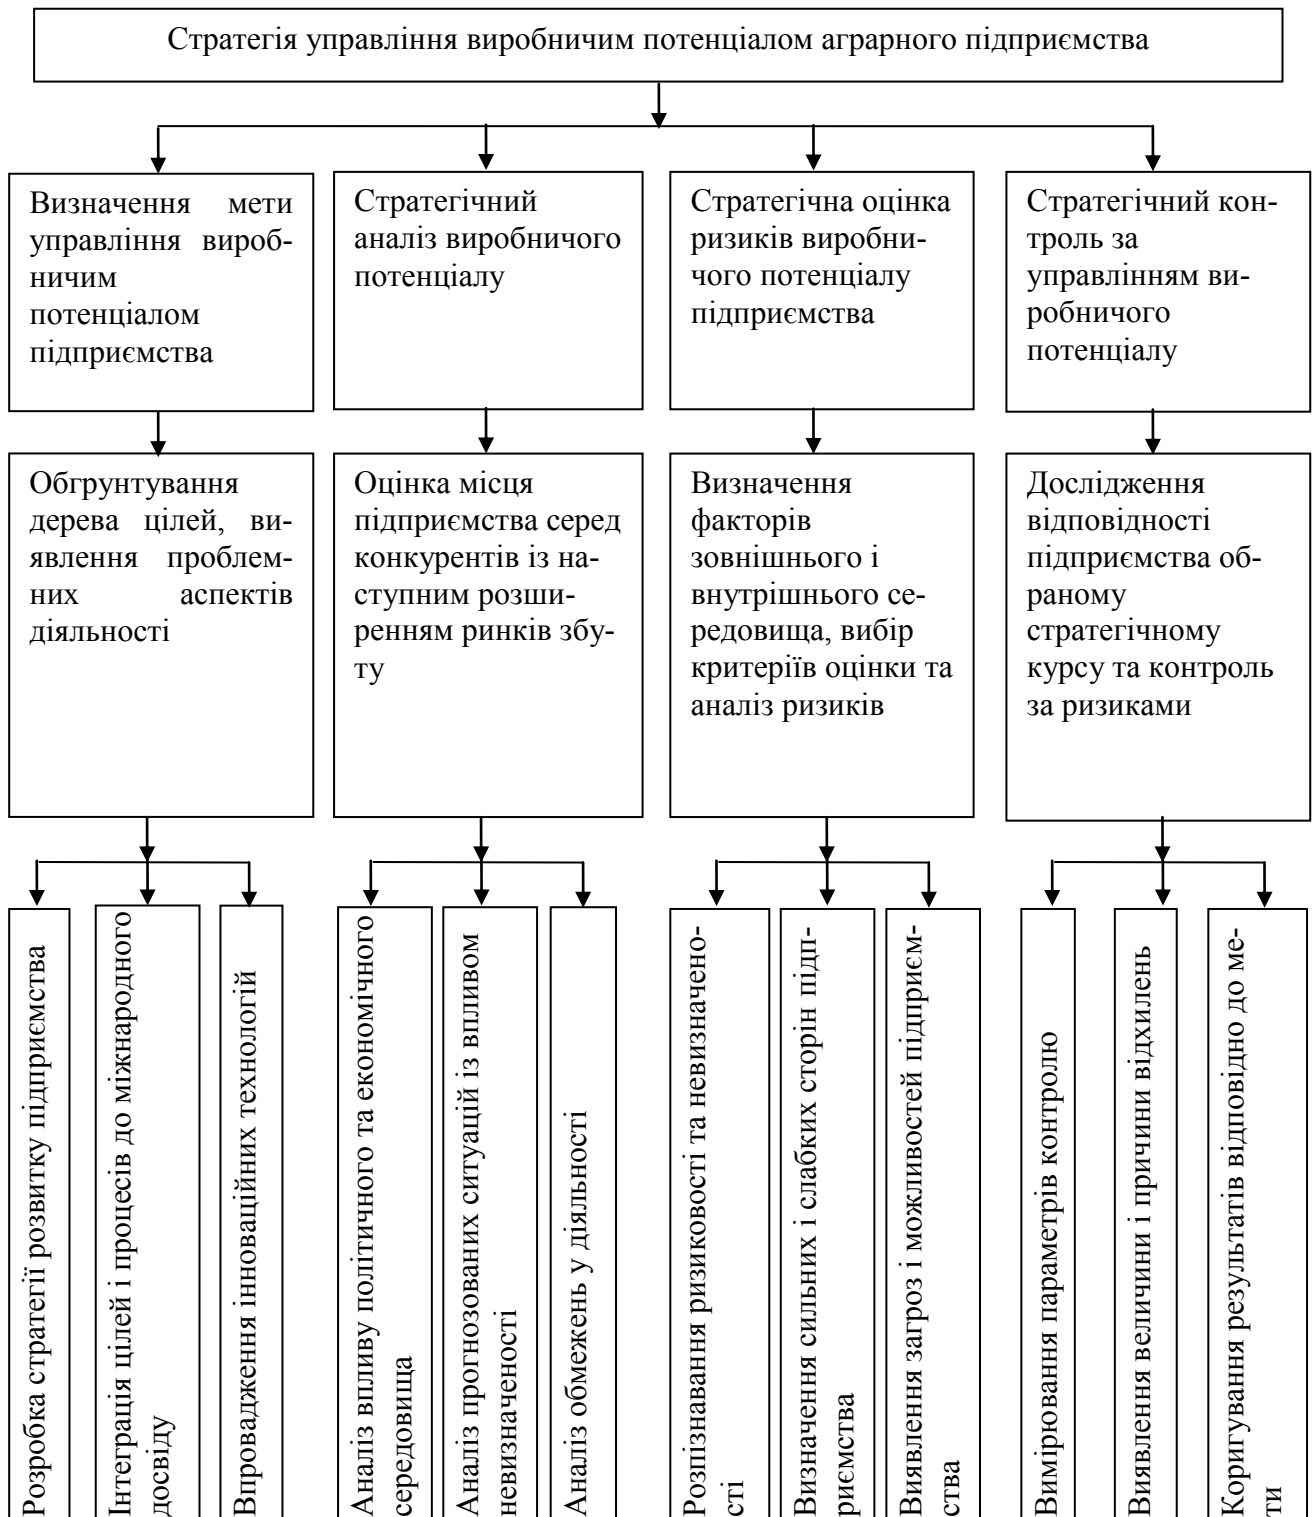 Стратегія управління виробничим потенціалом аграрного підприємства
Визначення мети
управління вироб-
ничим
потенціалом
підприємства
Стратегічний
аналіз виробничого
потенціалу
Стратегічна оцінка
ризиків виробни-
чого потенціалу
підприємства
Стратегічний кон-
троль за
управлінням ви-
робничого
потенціалу
Обгрунтування
дерева цілей, ви-
явлення проблем-
них аспектів
діяльності
Оцінка місця
підприємства серед
конкурентів із на-
ступним розши-
ренням ринків збу-
ту
Визначення
факторів
зовнішнього і
внутрішнього се-
редовища, вибір
критеріїв оцінки та
аналіз ризиків
Дослідження
відповідності
підприємства об-
раному
стратегічному
курсу та контроль
за ризиками
Розробка стратегії розвитку підприємства
Інтеграція цілей і процесів до міжнародного
досвіду
Впровадження інноваційних технологій
Аналіз впливу політичного та економічного
середовища
Аналіз прогнозованих ситуацій із впливом
невизначеності
Аналіз обмежень у діяльності
Розпізнавання ризиковості та невизначено-
сті
Визначення сильних і слабких сторін підп-
риємства
Виявлення загроз і можливостей підприєм-
ства
Вимірювання параметрів контролю
Виявлення величини і причини відхилень
Коригування результатів відповідно до ме-
ти